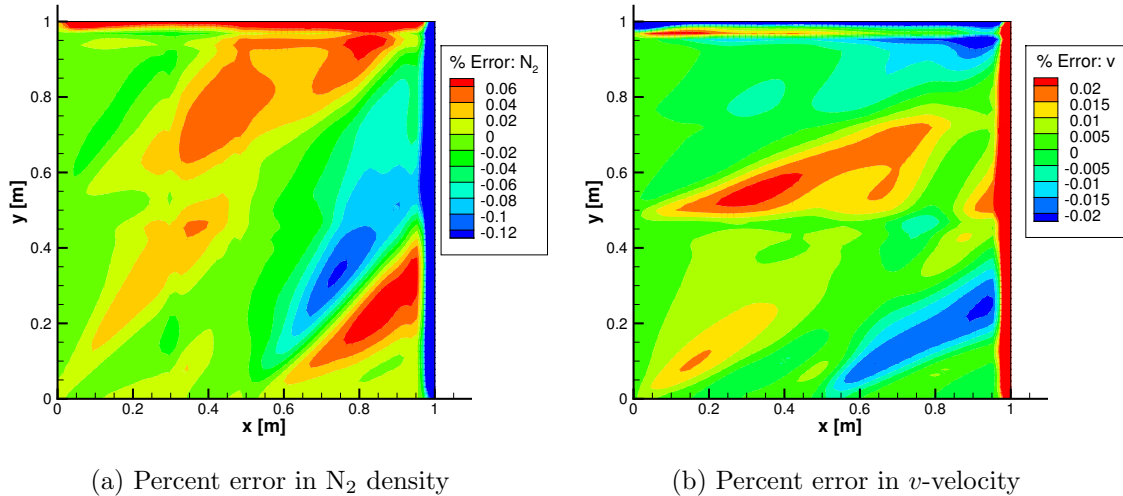 % Error: N2
0.06
0.04
0
-0.02
-0.04
-0.06
-0.08
-0.12
y [m]
1
0.8
0.6
0.4
0.2
0
0 0.2 0.4 0.6 0.8 1
x [m]
(a) Percent error in N2 density
% Error: v
0.02
0.015
0.01
0.005
0
-0.005
-0.01
-0.015
-0.02
y [m]
1
0.8
0.6
0.4
0.2
0
0 0.2 0.4 0.6 0.8 1
x [m]
(b) Percent error in v-velocity